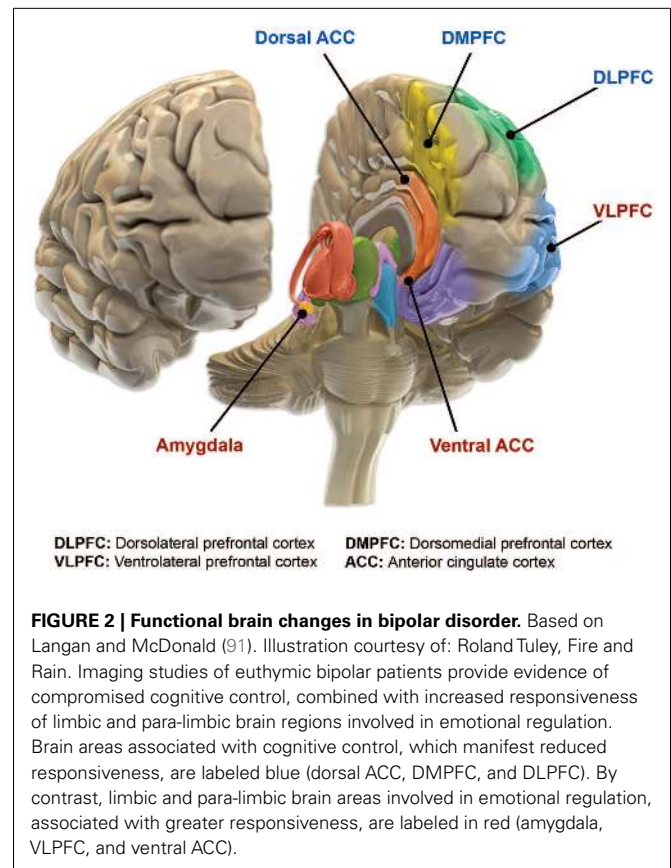 Dorsal ACC
DMPFC
DLPFC
VLPFC
Amygdala
Ventral ACC
DLPFC: Dorsolateral prefrontal cortex
DMPFC: Dorsomedial prefrontal cortex
VLPFC: Ventrolateral prefrontal cortex
ACC: Anterior cingulate cortex
FIGURE 2 | Functional brain changes in bipolar disorder. Based on
Langan and McDonald (91). Illustration courtesy of: Roland Tuley, Fire and
Rain. Imaging studies of euthymic bipolar patients provide evidence of
compromised cognitive control, combined with increased responsiveness
of limbic and para-limbic brain regions involved in emotional regulation.
Brain areas associated with cognitive control, which manifest reduced
responsiveness, are labeled blue (dorsal ACC, DMPFC, and DLPFC). By
contrast, limbic and para-limbic brain areas involved in emotional regulation,
associated with greater responsiveness, are labeled in red (amygdala,
VLPFC, and ventral ACC).